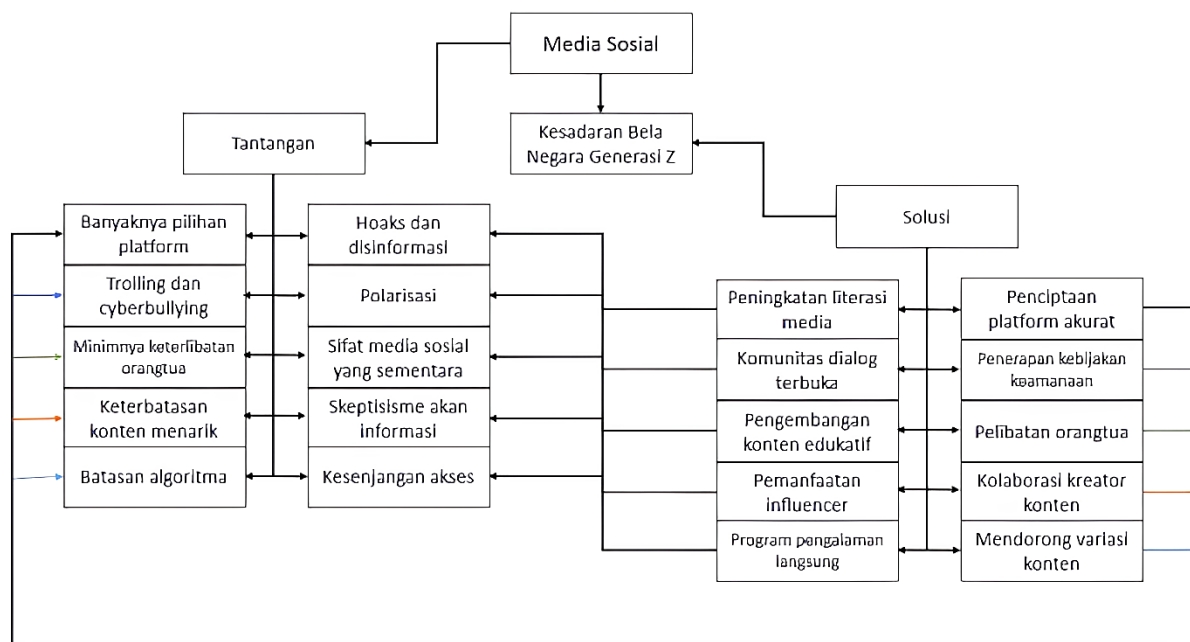 Media Sosial
Tantangan
Kesadaran Bela
Negara Generasi Z
Solusi
Banyaknya pilihan
platform
Hoaks dan
disinformasi
Trolling dan
cyberbullying
Polarisasi
Minimnya keterlibatan
orangtua
Sifat media sosial
yang sementara
Keterbatasan
konten menarik
Skeptisisme akan
informasi
Batasan algoritma
Kesenjangan akses
Peningkatan literasi
media
Penciptaan
platform akurat
Komunitas dialog
terbuka
Penerapan kebijakan
keamanaan
Pengembangan
konten edukatif
Pelibatan orangtua
Pemanfaatan
influencer
Kolaborasi kreator
konten
Program pengalaman
langsung
Mendorong variasi
konten